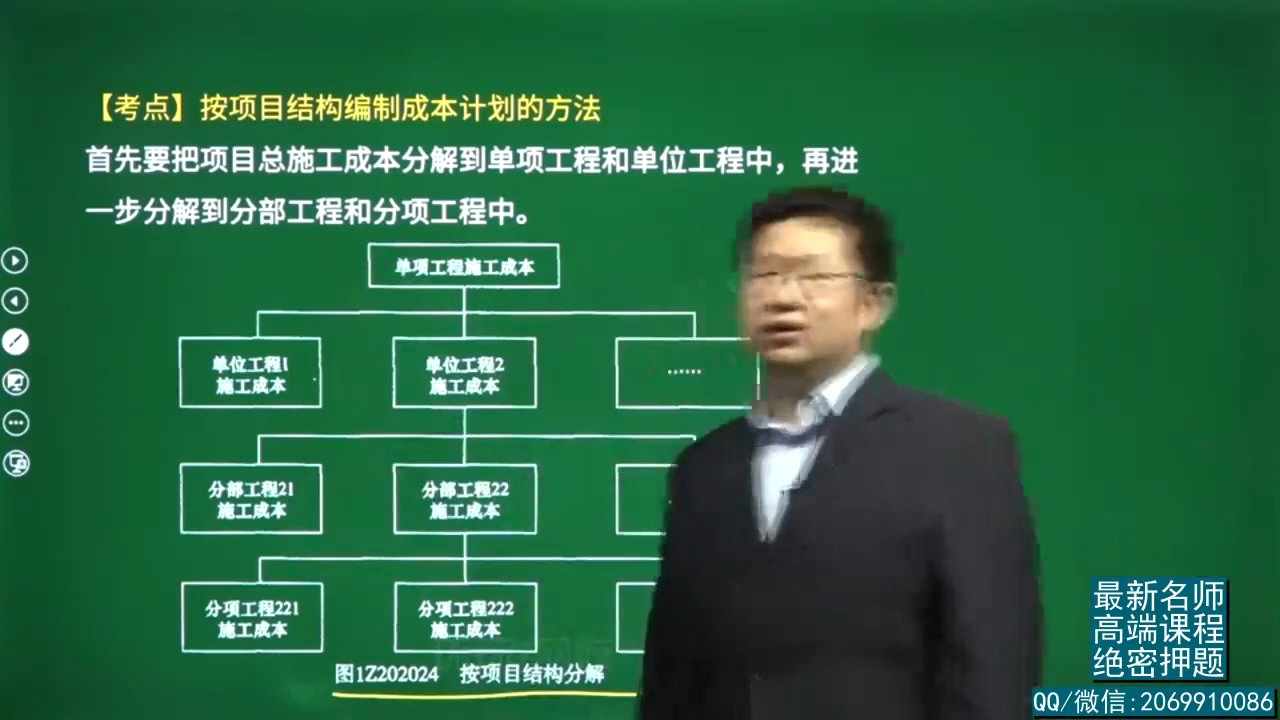 【考点】按项目结构编制成本计划的方法
首先要把项目总施工成本分解到单项工程和单位工程中，再进
一步分解到分部工程和分项工程中。
单项工程施工成本
单位工程1
施工成本
单位工程2
施工成本
……
分部工程21
施工成本
分部工程22
施工成本
分项工程221
施工成本
分项工程222
施工成本
图1Z202024 按项目结构分解
最新名师
高端课程
绝密押题
QQ/微信:2069910086